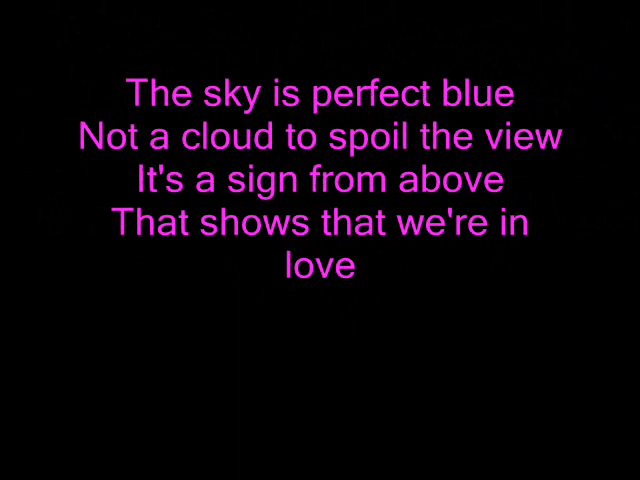 The sky is perfect blue
Not a cloud to spoil the view
It's a sign from above
That shows that we're in
love